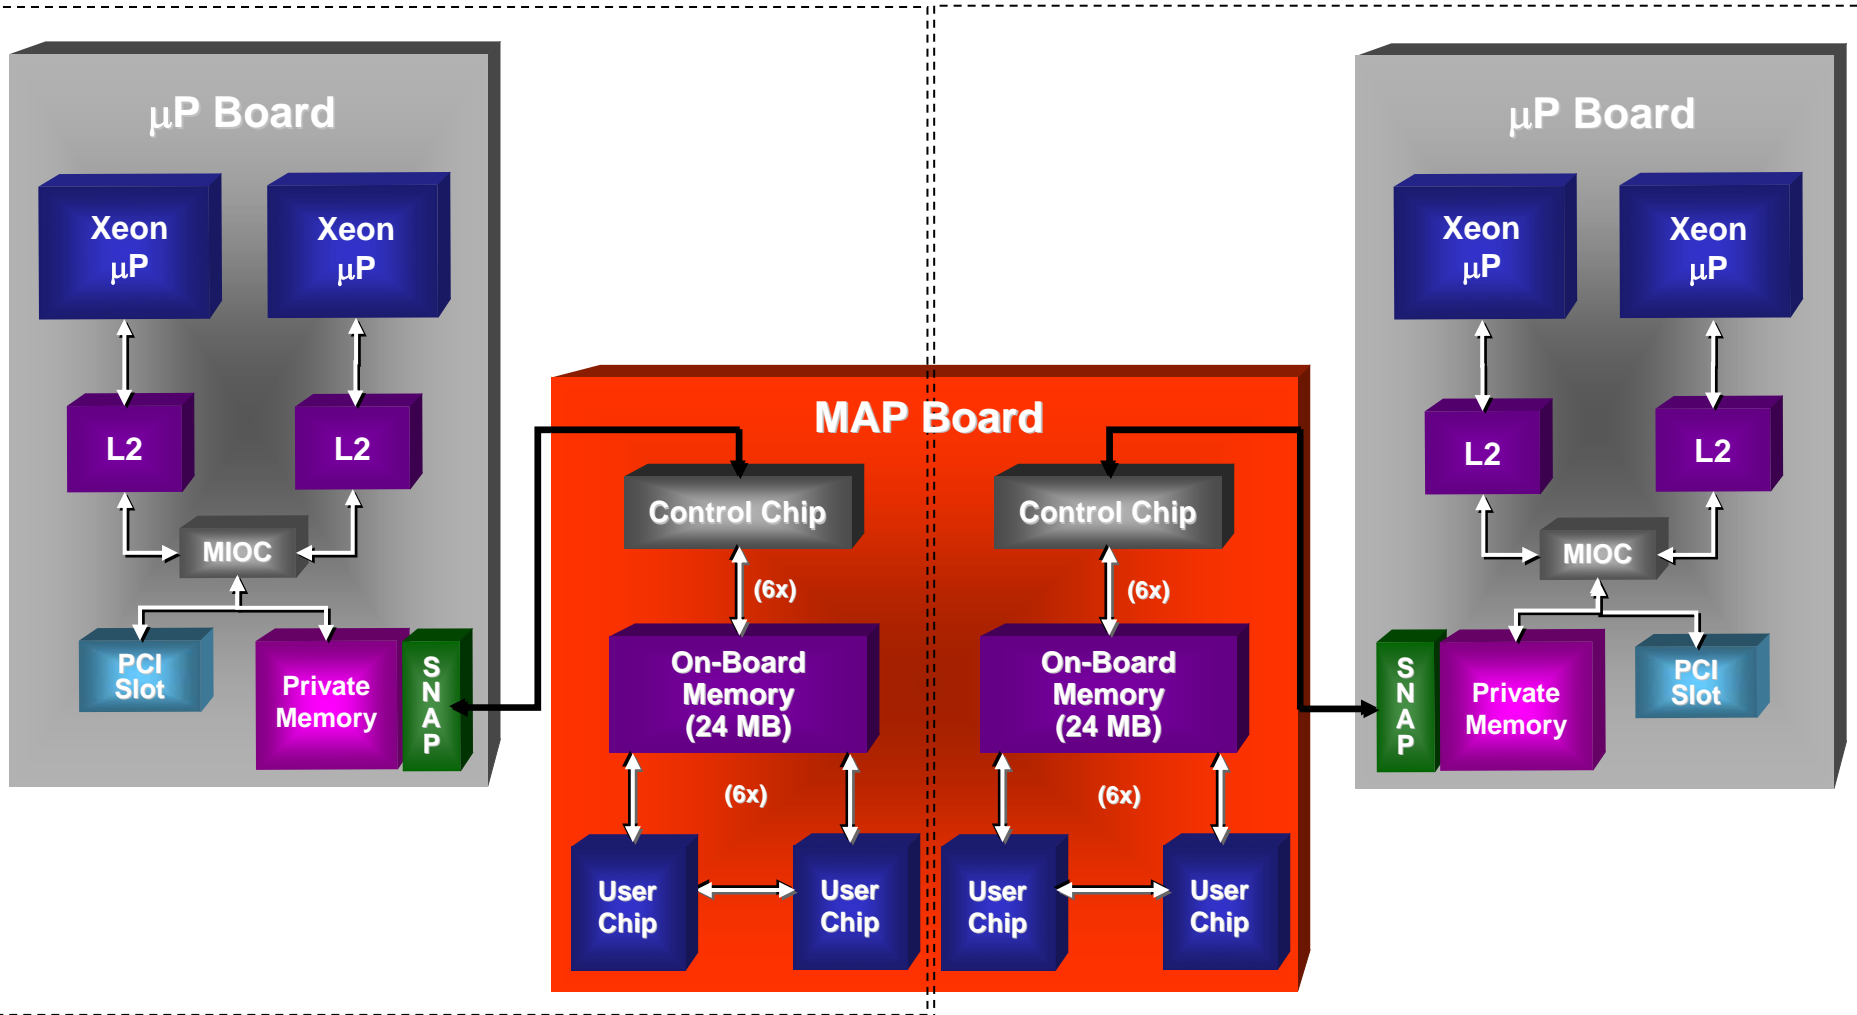 μP Board
Xeon
μP
Xeon
μP
L2
L2
MIOC
PCI
Slot
Private
Memory
S
N
A
P
MAP Board
Control Chip
(6x)
On-Board
Memory
(24 MB)
(6x)
User
Chip
User
Chip
Control Chip
(6x)
On-Board
Memory
(24 MB)
(6x)
User
Chip
User
Chip
μP Board
Xeon
μP
Xeon
μP
L2
L2
MIOC
S
N
A
P
Private
Memory
PCI
Slot